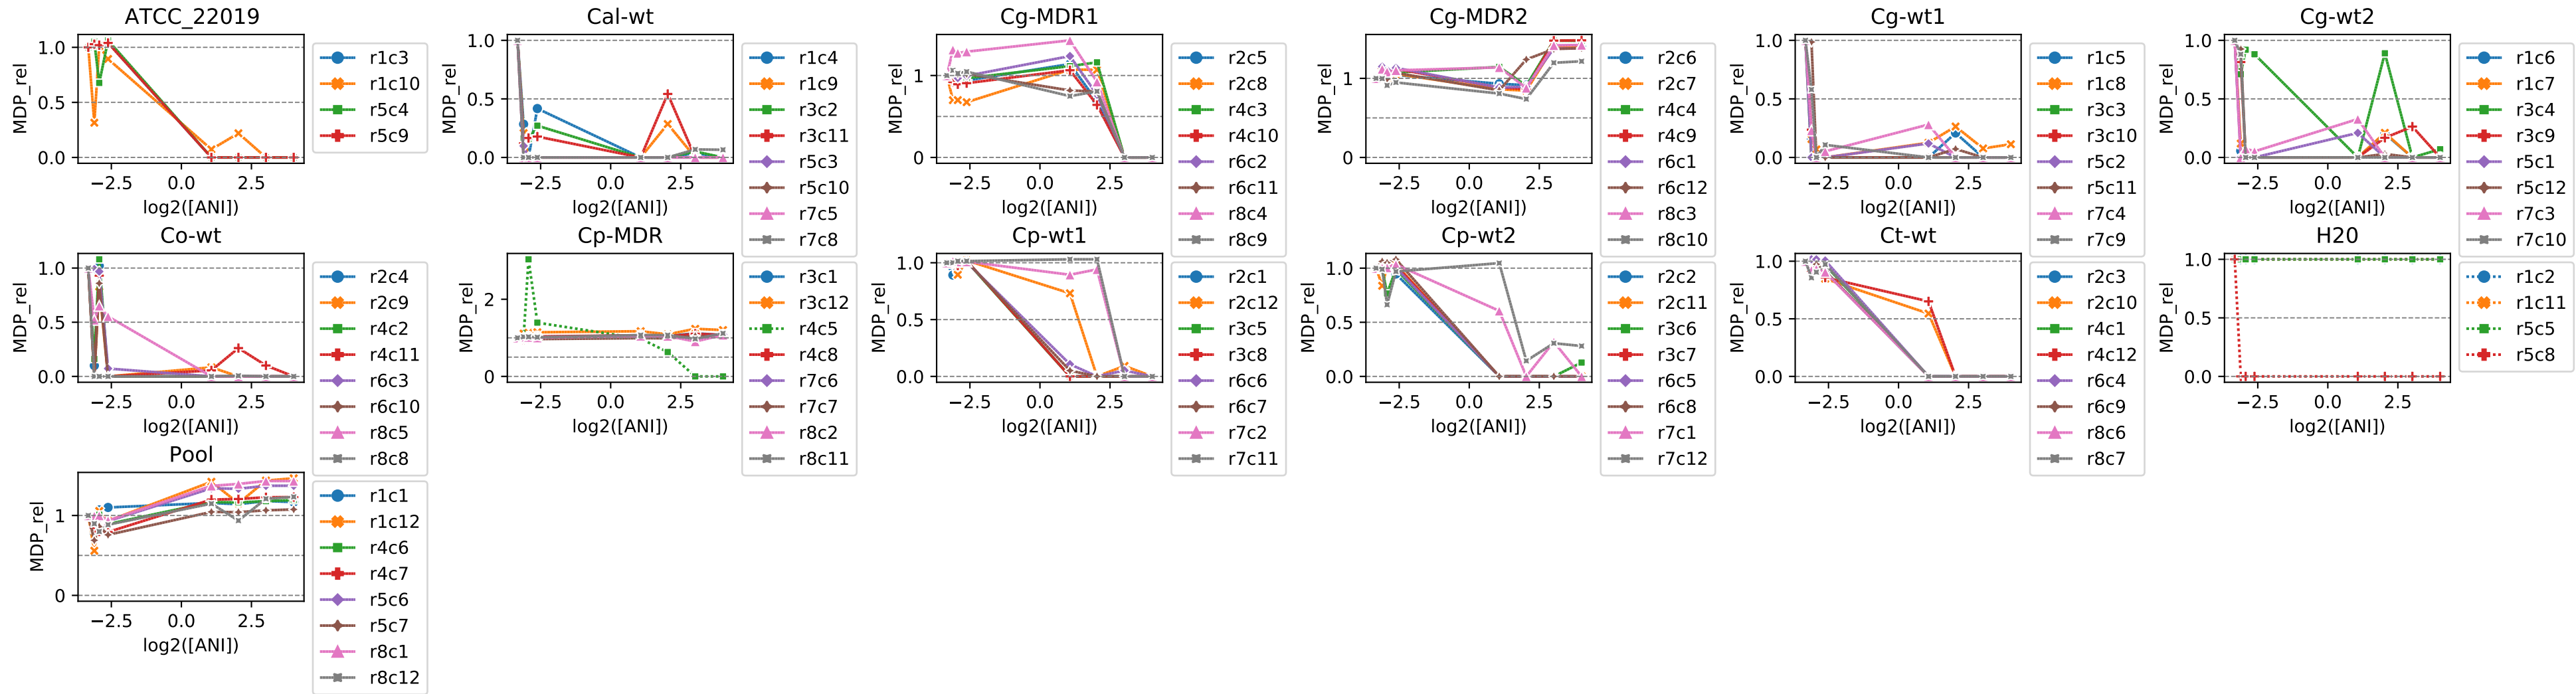 ATCC_22019
MDP_rel
1.0
0.5
0.0
−2.5 0.0 2.5
log2([ANI])
r1c3
r1c10
r5c4
r5c9
Cal-wt
MDP_rel
1.0
0.5
0.0
−2.5 0.0 2.5
log2([ANI])
r1c4
r1c9
r3c2
r3c11
r5c3
r5c10
r7c5
r7c8
Cg-MDR1
MDP_rel
1
0
−2.5 0.0 2.5
log2([ANI])
r2c5
r2c8
r4c3
r4c10
r6c2
r6c11
r8c4
r8c9
Cg-MDR2
MDP_rel
1
0
−2.5 0.0 2.5
log2([ANI])
r2c6
r2c7
r4c4
r4c9
r6c1
r6c12
r8c3
r8c10
Cg-wt1
MDP_rel
1.0
0.5
0.0
−2.5 0.0 2.5
log2([ANI])
r1c5
r1c8
r3c3
r3c10
r5c2
r5c11
r7c4
r7c9
Cg-wt2
MDP_rel
1.0
0.5
0.0
−2.5 0.0 2.5
log2([ANI])
r1c6
r1c7
r3c4
r3c9
r5c1
r5c12
r7c3
r7c10
Co-wt
MDP_rel
1.0
0.5
0.0
−2.5 0.0 2.5
log2([ANI])
r2c4
r2c9
r4c2
r4c11
r6c3
r6c10
r8c5
r8c8
Cp-MDR
MDP_rel
2
0
−2.5 0.0 2.5
log2([ANI])
r3c1
r3c12
r4c5
r4c8
r7c6
r7c7
r8c2
r8c11
Cp-wt1
MDP_rel
1.0
0.5
0.0
−2.5 0.0 2.5
log2([ANI])
r2c1
r2c12
r3c5
r3c8
r6c6
r6c7
r7c2
r7c11
Cp-wt2
MDP_rel
1.0
0.5
0.0
−2.5 0.0 2.5
log2([ANI])
r2c2
r2c11
r3c6
r3c7
r6c5
r6c8
r7c1
r7c12
Ct-wt
MDP_rel
1.0
0.5
0.0
−2.5 0.0 2.5
log2([ANI])
r2c3
r2c10
r4c1
r4c12
r6c4
r6c9
r8c6
r8c7
H20
MDP_rel
1.0
0.5
0.0
−2.5 0.0 2.5
log2([ANI])
r1c2
r1c11
r5c5
r5c8
Pool
MDP_rel
1
0
−2.5 0.0 2.5
log2([ANI])
r1c1
r1c12
r4c6
r4c7
r5c6
r5c7
r8c1
r8c12